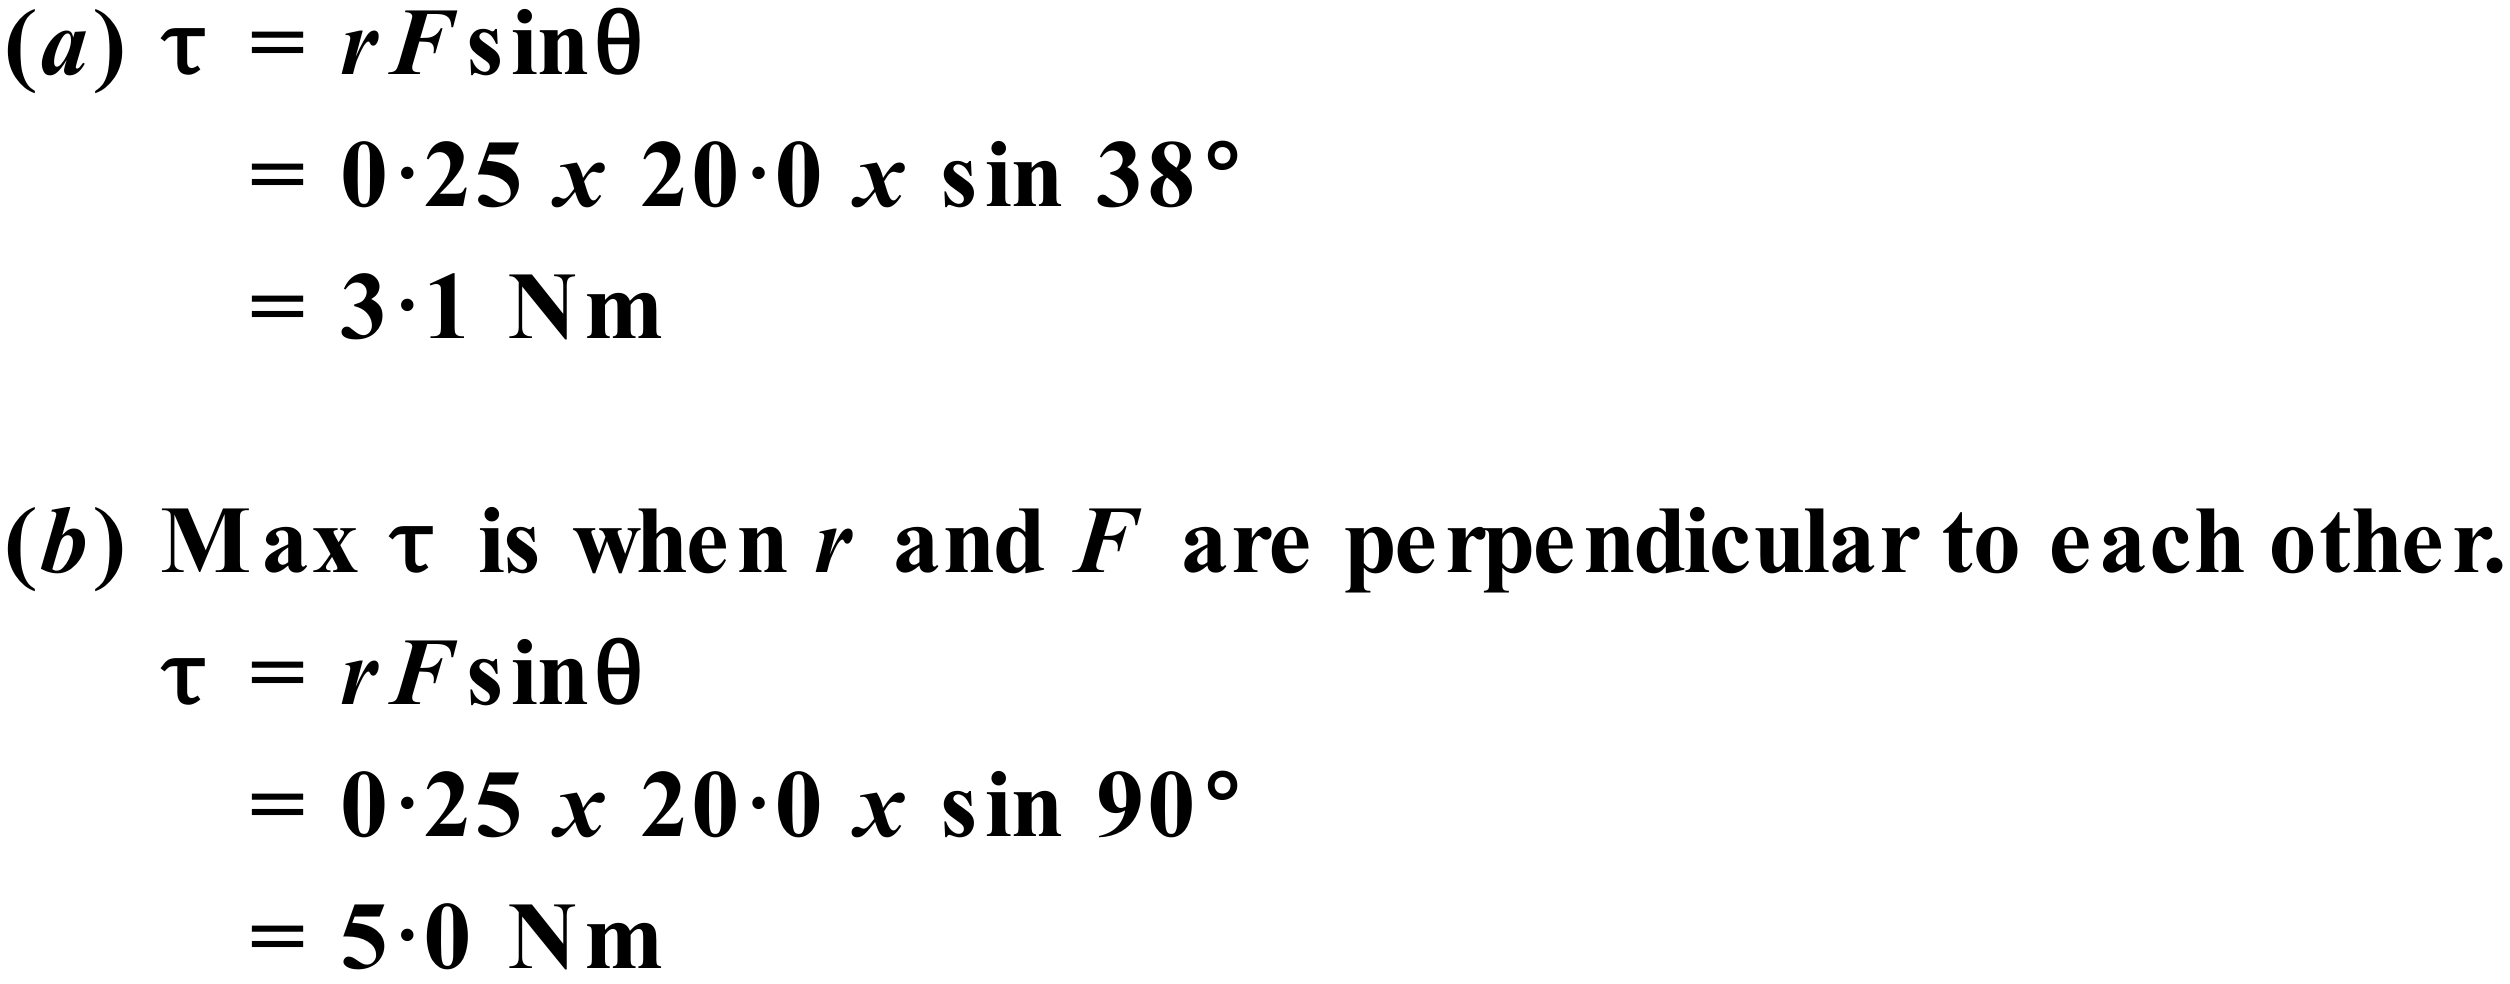 (a) τ = rFsinθ
= 0·25 x 20·0 x sin 38°
= 3·1 Nm
(b) Max τ is when r and F are perpendicular to each other.
τ = rFsinθ
= 0·25 x 20·0 x sin 90°
= 5·0 Nm